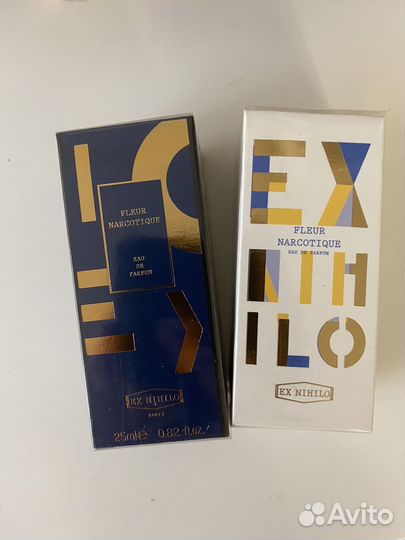 FLEUR
NARCOTIQUE
EAU
DE
PARFUM
EX NIHILO
PARIS
25ml℮ 0.82 fl.oz.
EX
FLEUR
NARCOTIQUE
EAU DE PARFUM
NIH
ILO
EX NIHILO
Avito